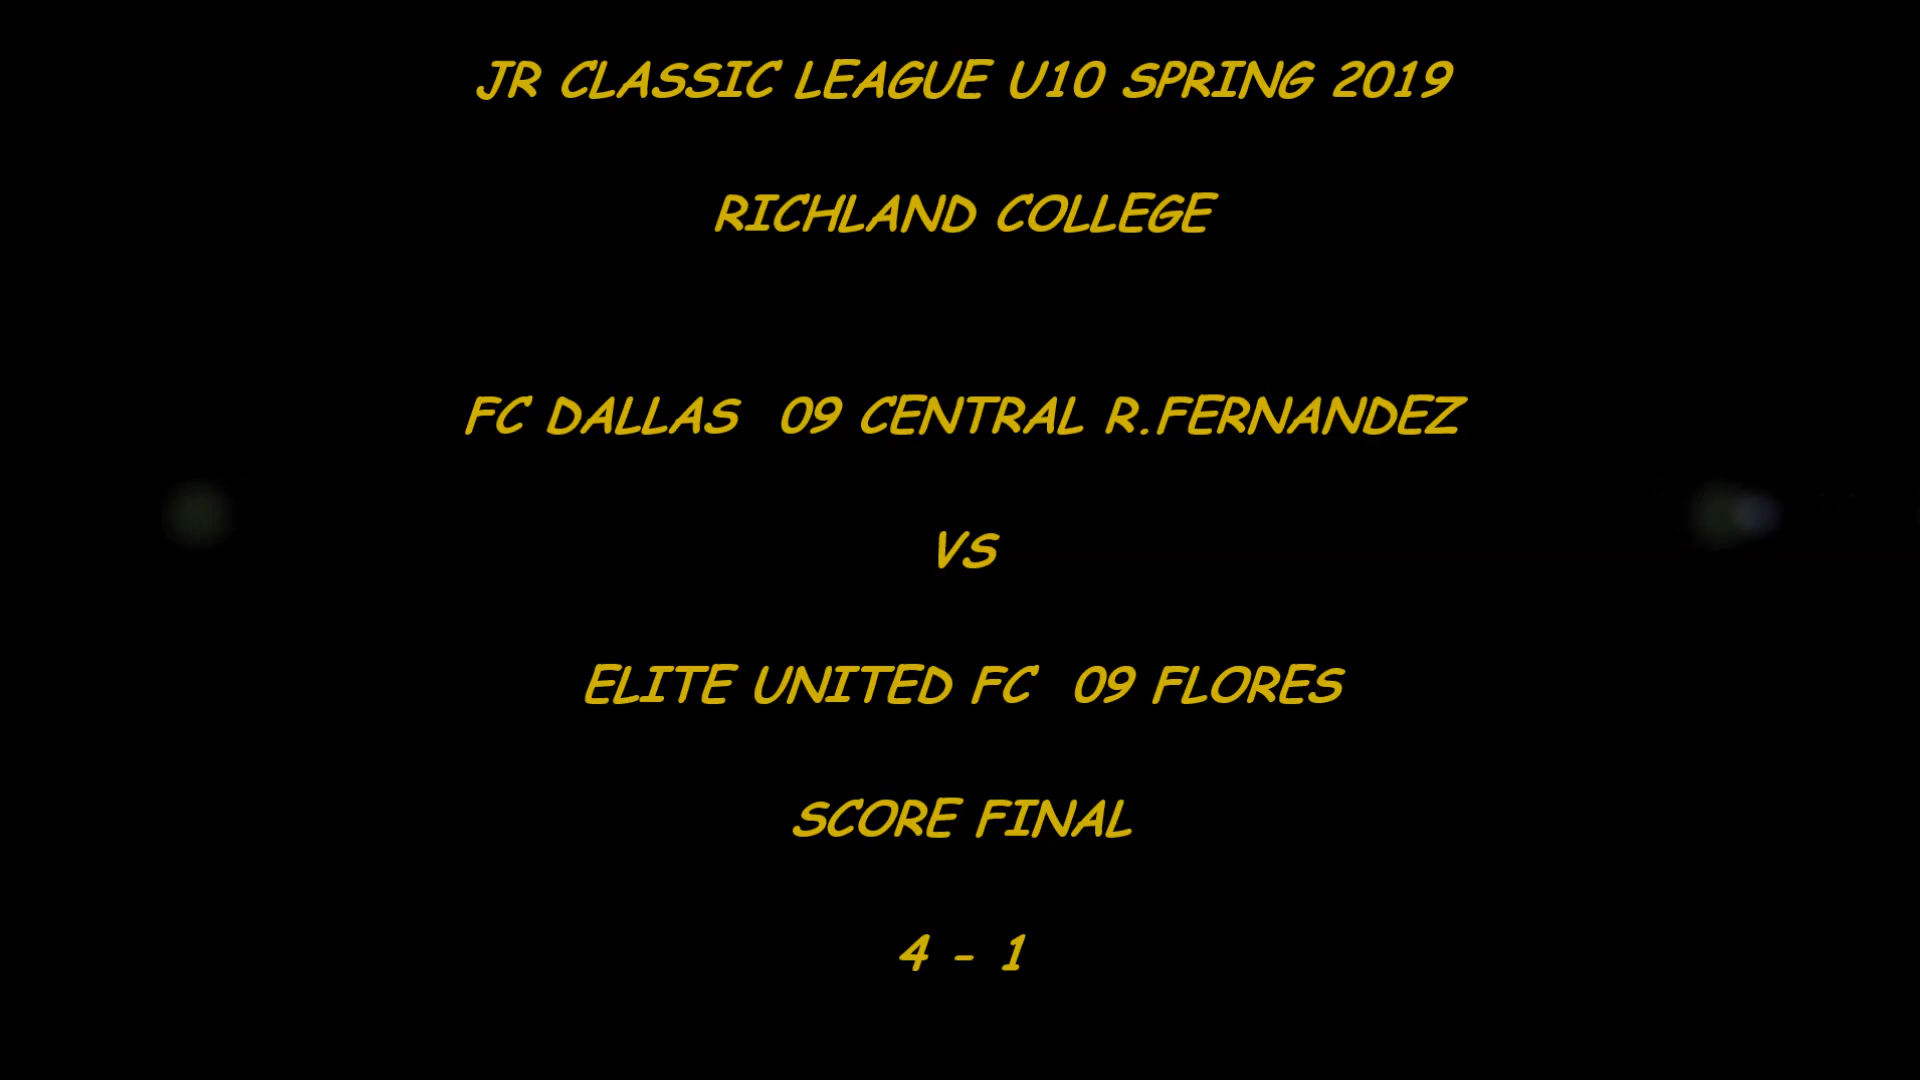 JR CLASSIC LEAGUE U10 SPRING 2019
RICHLAND COLLEGE
FC DALLAS  09 CENTRAL R.FERNANDEZ
VS
ELITE UNITED FC  09 FLORES
SCORE FINAL
4 - 1